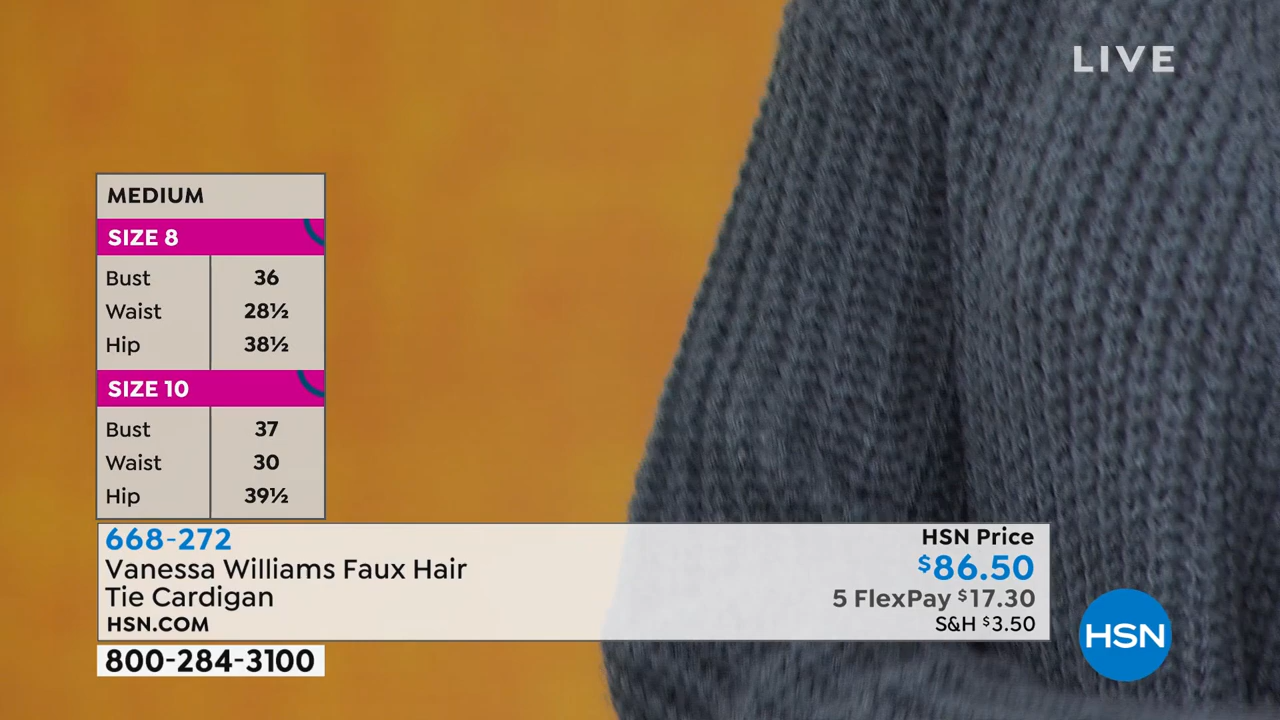 LIVE
MEDIUM
SIZE 8
Bust 36
Waist 28½
Hip 38½
SIZE 10
Bust 37
Waist 30
Hip 39½
668-272
Vanessa Williams Faux Hair
Tie Cardigan
HSN.COM
HSN Price
$86.50
5 FlexPay $17.30
S&H $3.50
800-284-3100
HSN